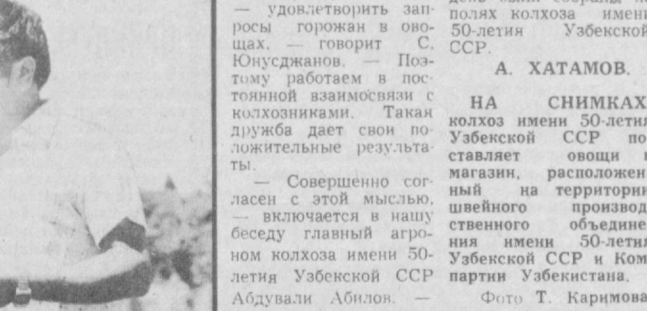 — удовлетворить зап-
росы горожан в ово-
щах, — говорит С.
Юнусджанов. — Поэ-
тому работаем в пос-
тоянной взаимосвязи с
колхозниками. Такая
дружба дает свои по-
ложительные результа-
ты.
— Совершенно сог-
ласен с этой мыслью,
— включается в нашу
беседу главный агро-
ном колхоза имени 50-
летия Узбекской ССР
Абдували Абилов. —
полях колхоза имени
50-летия Узбекской
ССР.
А. ХАТАМОВ.
НА СНИМКАХ
колхоз имени 50-летия
Узбекской ССР по-
ставляет овощи в
магазин, расположен-
ный на территории
швейного производ-
ственного объедине-
ния имени 50-летия
Узбекской ССР и Ком-
партии Узбекистана.
Фото Т. Каримова